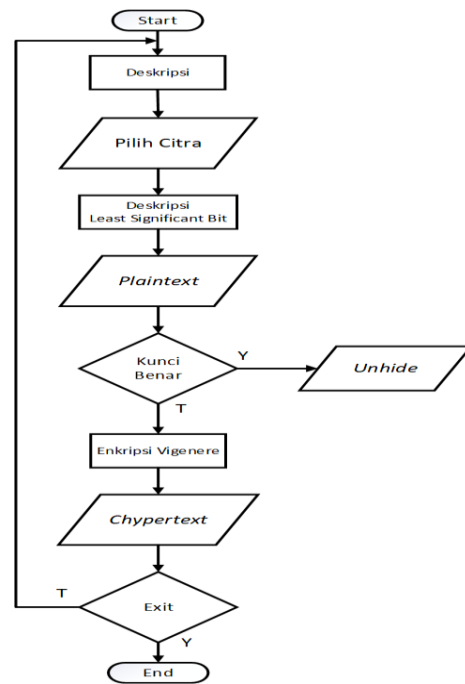 Start
Deskripsi
Pilih Citra
Deskripsi
Least Significant Bit
Plaintext
Kunci
Benar
Y
Unhide
T
Enkripsi Vigenere
Chypertext
T
Exit
Y
End